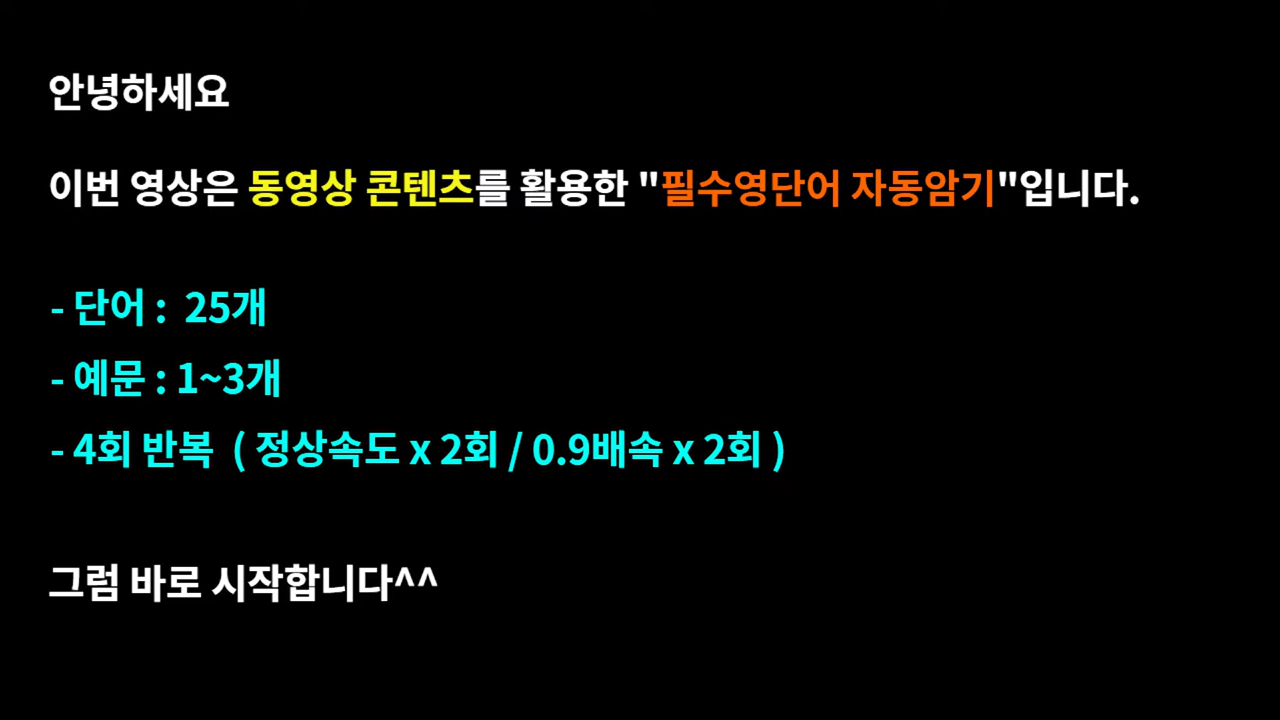 안녕하세요
이번 영상은 동영상 콘텐츠를 활용한 "필수영단어 자동암기"입니다.
- 단어 :  25개
- 예문 : 1~3개
- 4회 반복  ( 정상속도 x 2회 / 0.9배속 x 2회 )
그럼 바로 시작합니다^^